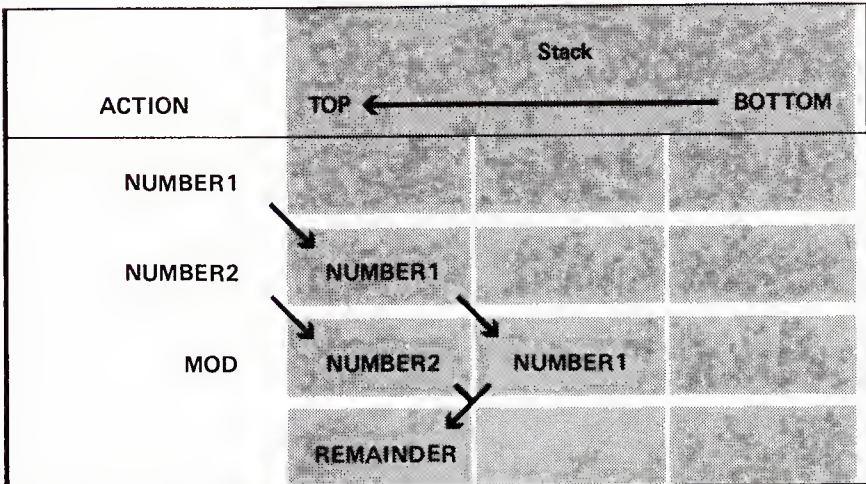 Stack
ACTION TOP BOTTOM
NUMBER1
NUMBER2 NUMBER1
MOD NUMBER2 NUMBER1
REMAINDER